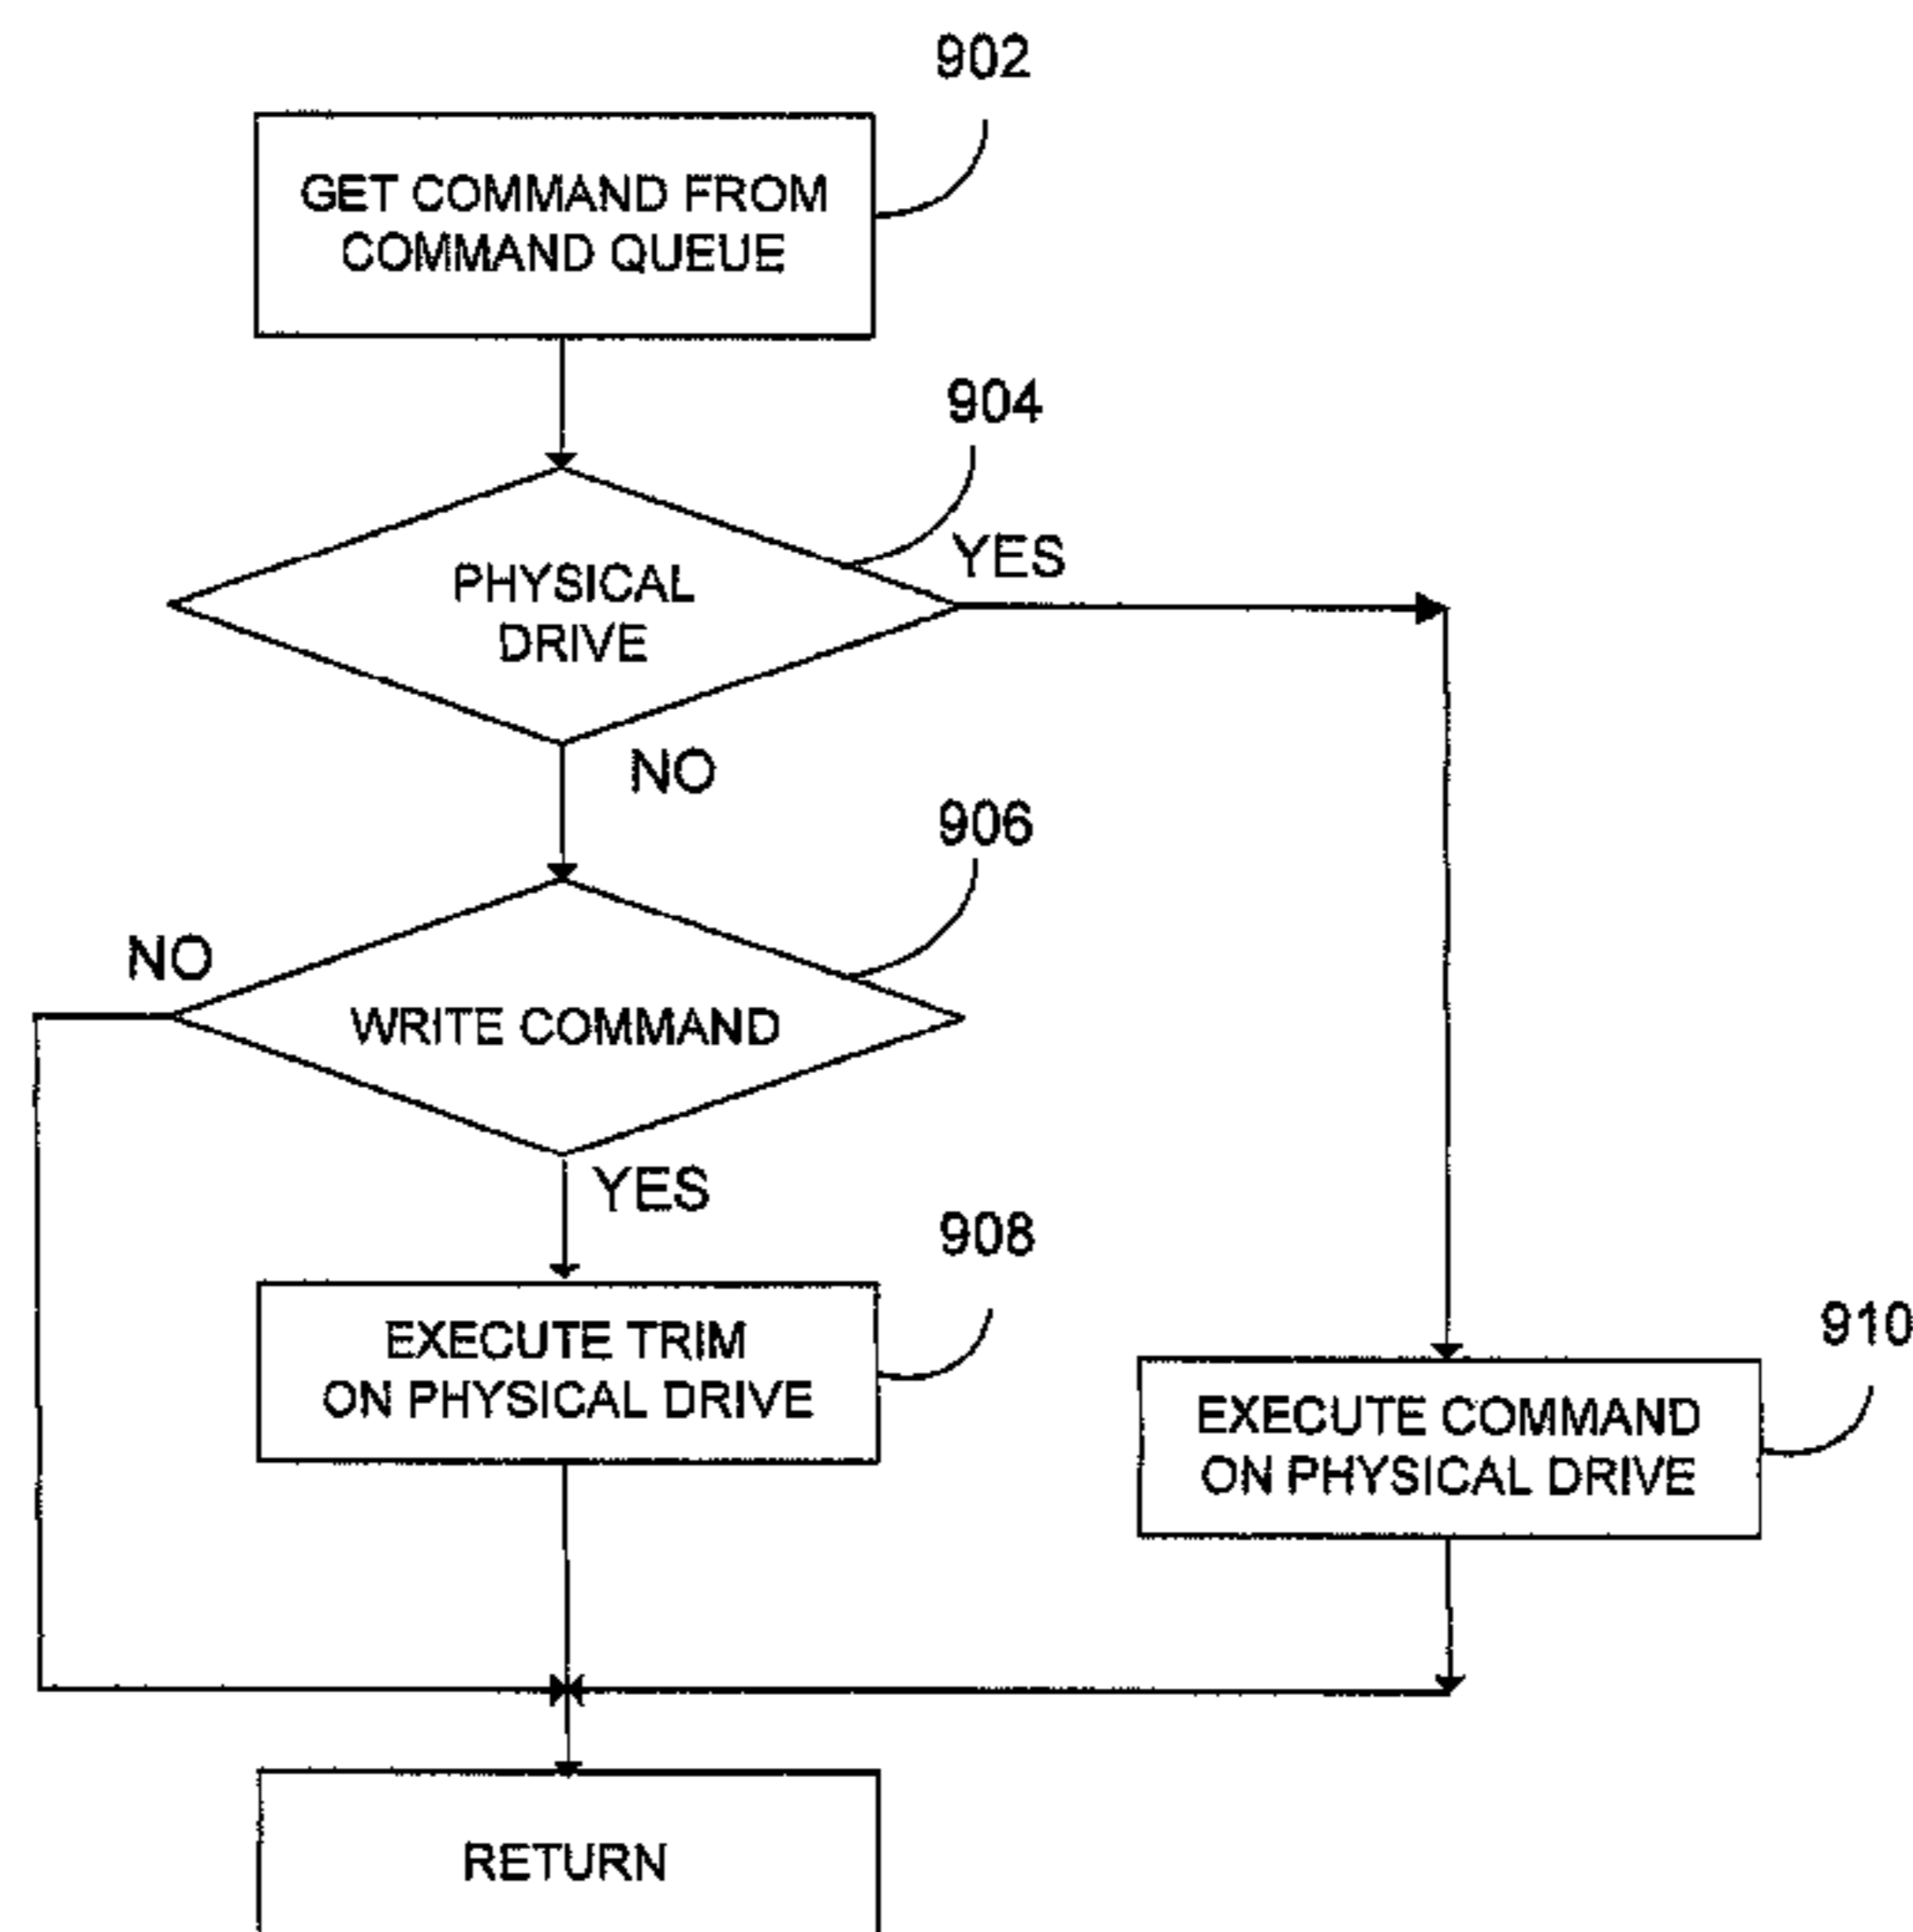 902
GET COMMAND FROM
COMMAND QUEUE
904
YES
PHYSICAL
DRIVE
NO
906
NO
WRITE COMMAND
YES
908
EXECUTE TRIM
ON PHYSICAL DRIVE
910
EXECUTE COMMAND
ON PHYSICAL DRIVE
RETURN